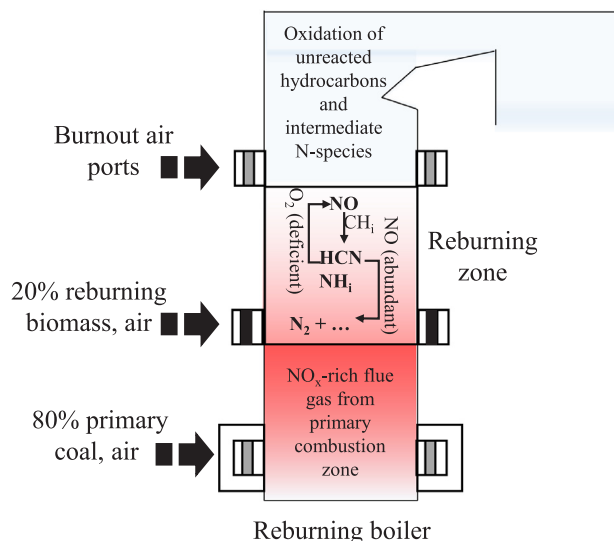 Oxidation of
unreacted
hydrocarbons
and
intermediate
N-species
Burnout air
ports
O₂ (deficient)
NO
CHᵢ
HCN
NHᵢ
N₂ + ...
NO (abundant)
Reburning
zone
20% reburning
biomass, air
NOₓ-rich flue
gas from
primary
combustion
zone
80% primary
coal, air
Reburning boiler